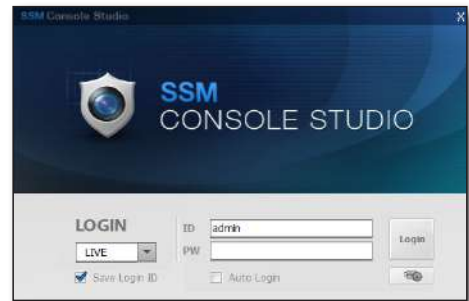 SSM Console Studio X
SSM
CONSOLE STUDIO
LOGIN
ID admin
Login
LIVE
PW
Save Login ID
Auto Login